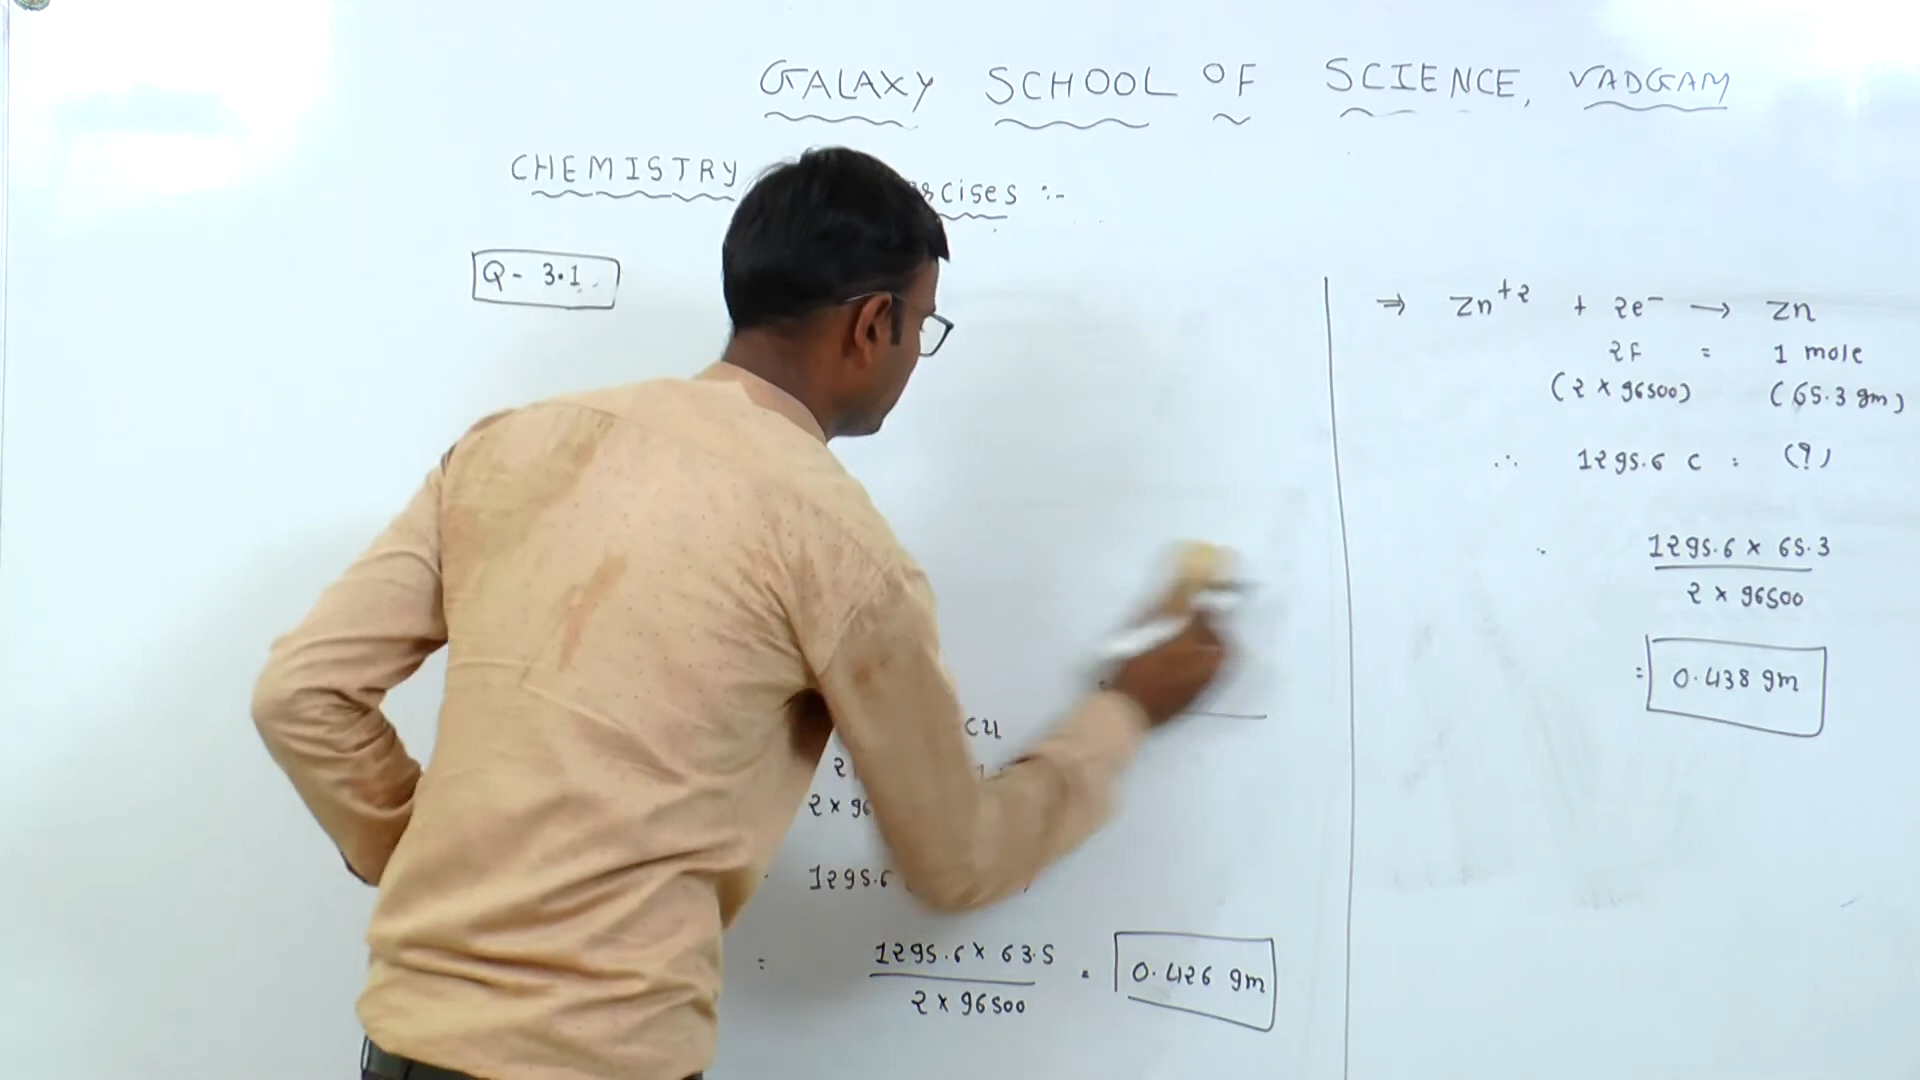 GALAXY SCHOOL OF SCIENCE, VADGAM
CHEMISTRY rcises :-
Q - 3.1
Cu
2 × 96
1295.6
= 1295.6 × 63.5 = 0.426 gm
2 × 96500
⇒ Zn⁺² + 2e⁻ → Zn
2F = 1 mole
(2 × 96500) (65.3 gm)
∴ 1295.6 C = (?)
1295.6 × 65.3
2 × 96500
= 0.438 gm